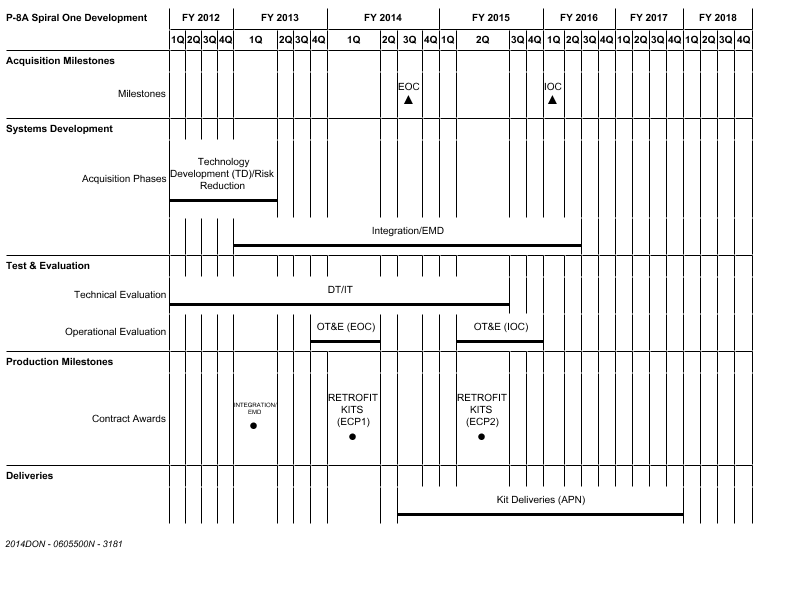 P-8A Spiral One Development FY 2012 FY 2013 FY 2014 FY 2015 FY 2016 FY 2017 FY 2018
1Q 2Q 3Q 4Q 1Q 2Q 3Q 4Q 1Q 2Q 3Q 4Q 1Q 2Q 3Q 4Q 1Q 2Q 3Q 4Q 1Q 2Q 3Q 4Q 1Q 2Q 3Q 4Q
Acquisition Milestones
EOC IOC
Milestones
Systems Development
Technology
Development (TD)/Risk
Reduction
Acquisition Phases
Integration/EMD
Test & Evaluation
DT/IT
Technical Evaluation
OT&E (EOC) OT&E (IOC)
Operational Evaluation
Production Milestones
INTEGRATION/
EMD
RETROFIT
KITS
(ECP1)
RETROFIT
KITS
(ECP2)
Contract Awards
Deliveries
Kit Deliveries (APN)
2014DON - 0605500N - 3181